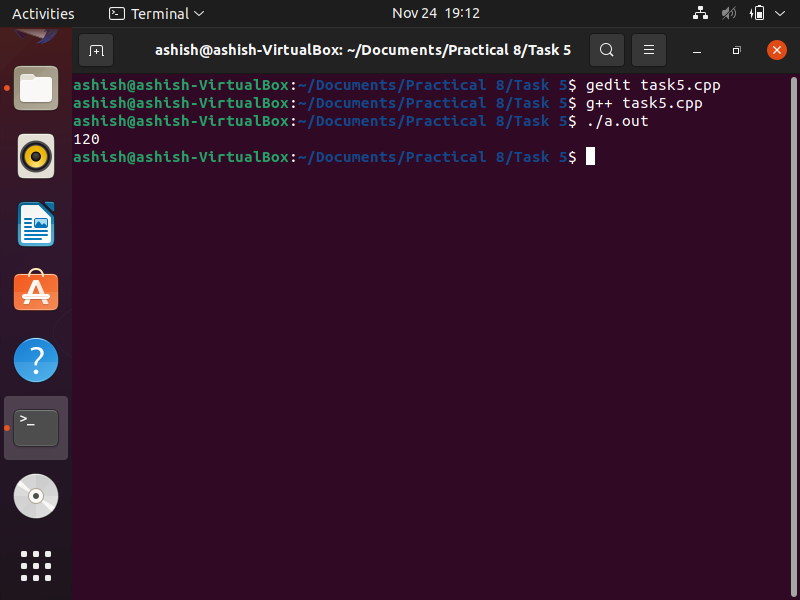 Activities Terminal Nov 24 19:12
ashish@ashish-VirtualBox: ~/Documents/Practical 8/Task 5
ashish@ashish-VirtualBox:~/Documents/Practical 8/Task 5$ gedit task5.cpp
ashish@ashish-VirtualBox:~/Documents/Practical 8/Task 5$ g++ task5.cpp
ashish@ashish-VirtualBox:~/Documents/Practical 8/Task 5$ ./a.out
120
ashish@ashish-VirtualBox:~/Documents/Practical 8/Task 5$